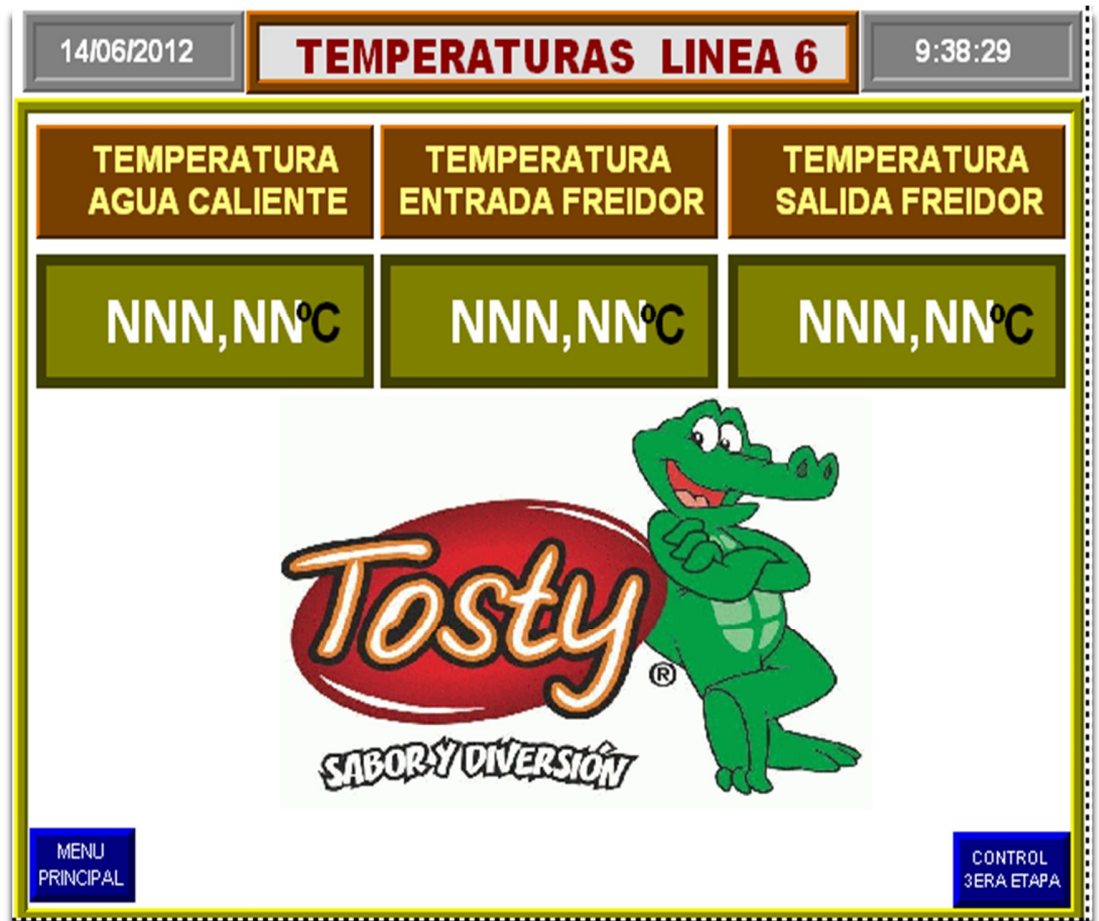 14/06/2012
TEMPERATURAS LINEA 6
9:38:29
TEMPERATURA
AGUA CALIENTE
TEMPERATURA
ENTRADA FREIDOR
TEMPERATURA
SALIDA FREIDOR
NNN,NNºC
NNN,NNºC
NNN,NNºC
Tosty
®
SABOR Y DIVERSIÓN
MENU
PRINCIPAL
CONTROL
3ERA ETAPA